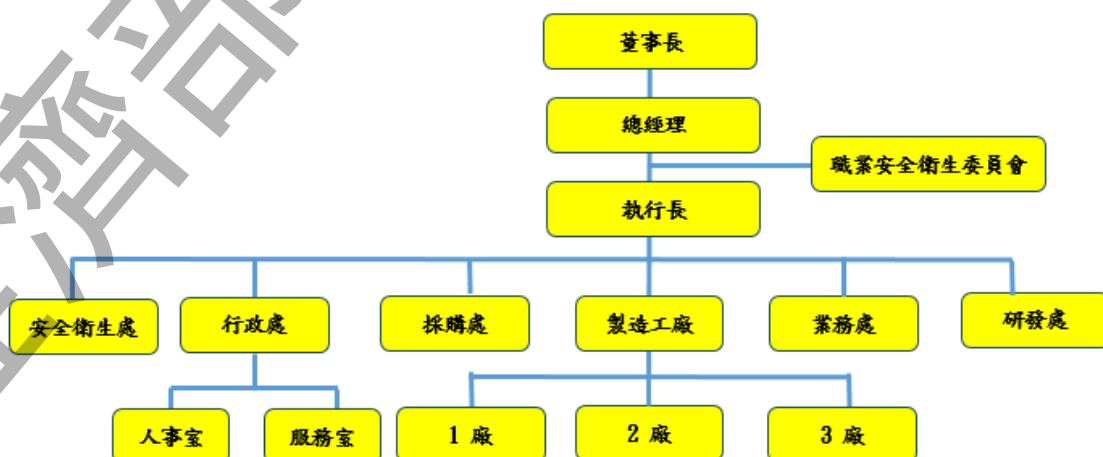 董事長
總經理
職業安全衛生委員會
執行長
安全衛生處
行政處
採購處
製造工廠
業務處
研發處
人事室
服務室
1 廠
2 廠
3 廠
濟部